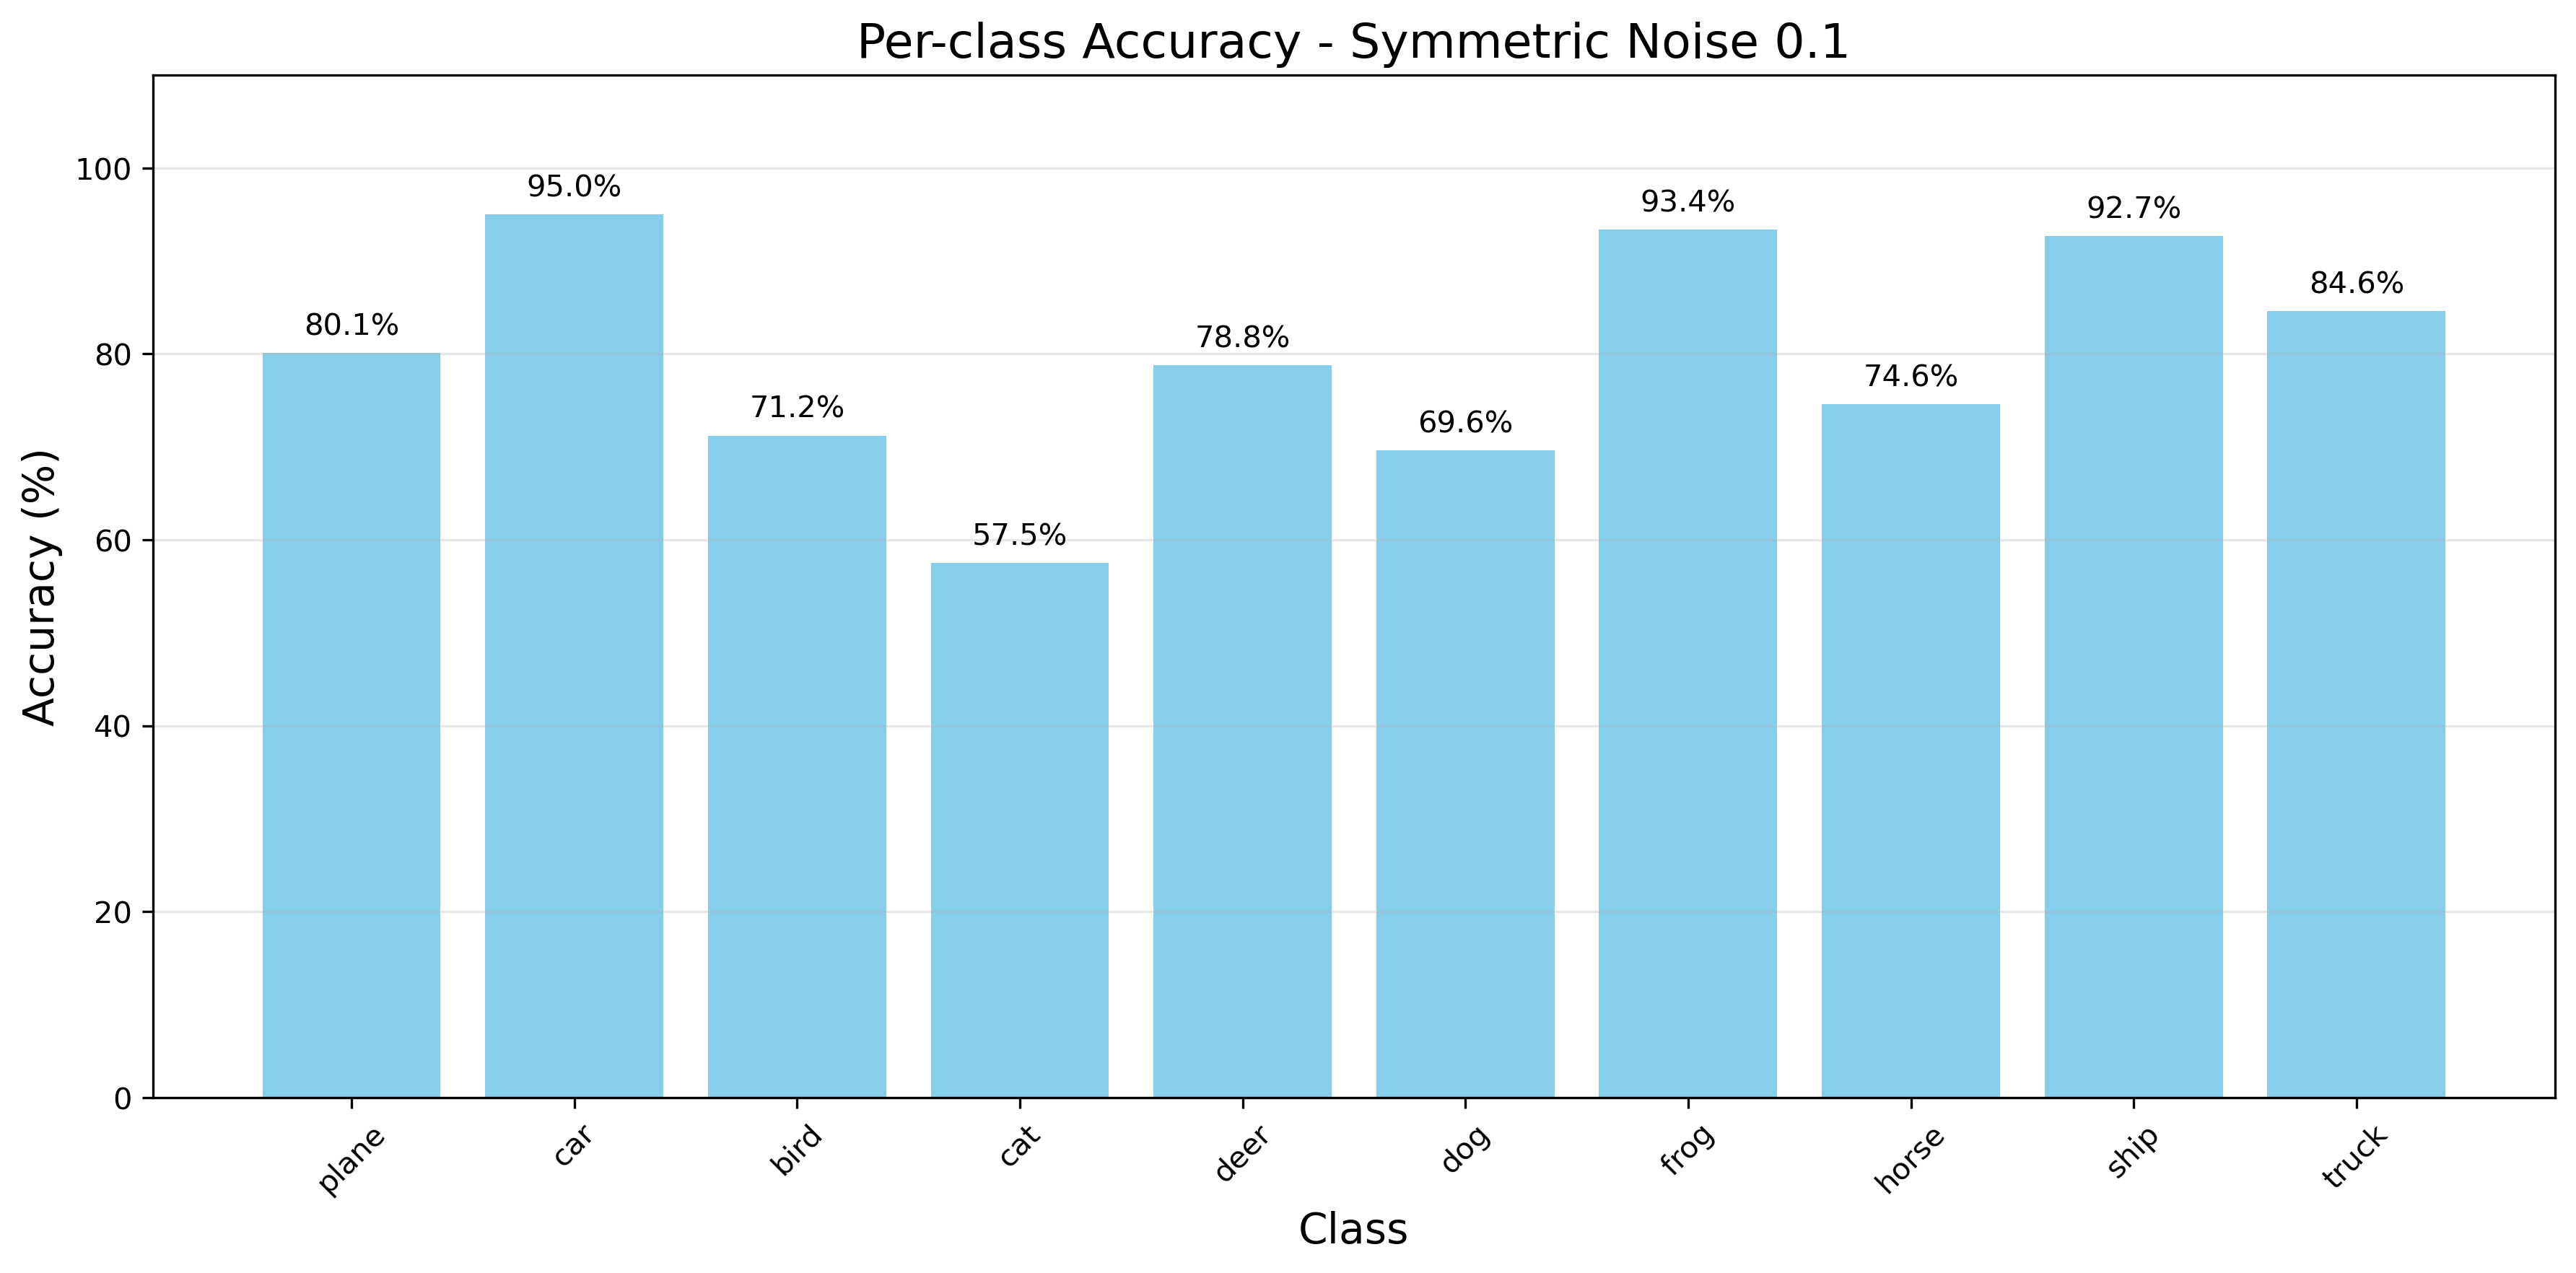 Per-class Accuracy - Symmetric Noise 0.1
Accuracy (%)
100
80
60
40
20
0
80.1%
95.0%
71.2%
57.5%
78.8%
69.6%
93.4%
74.6%
92.7%
84.6%
plane
car
bird
cat
deer
dog
frog
horse
ship
truck
Class